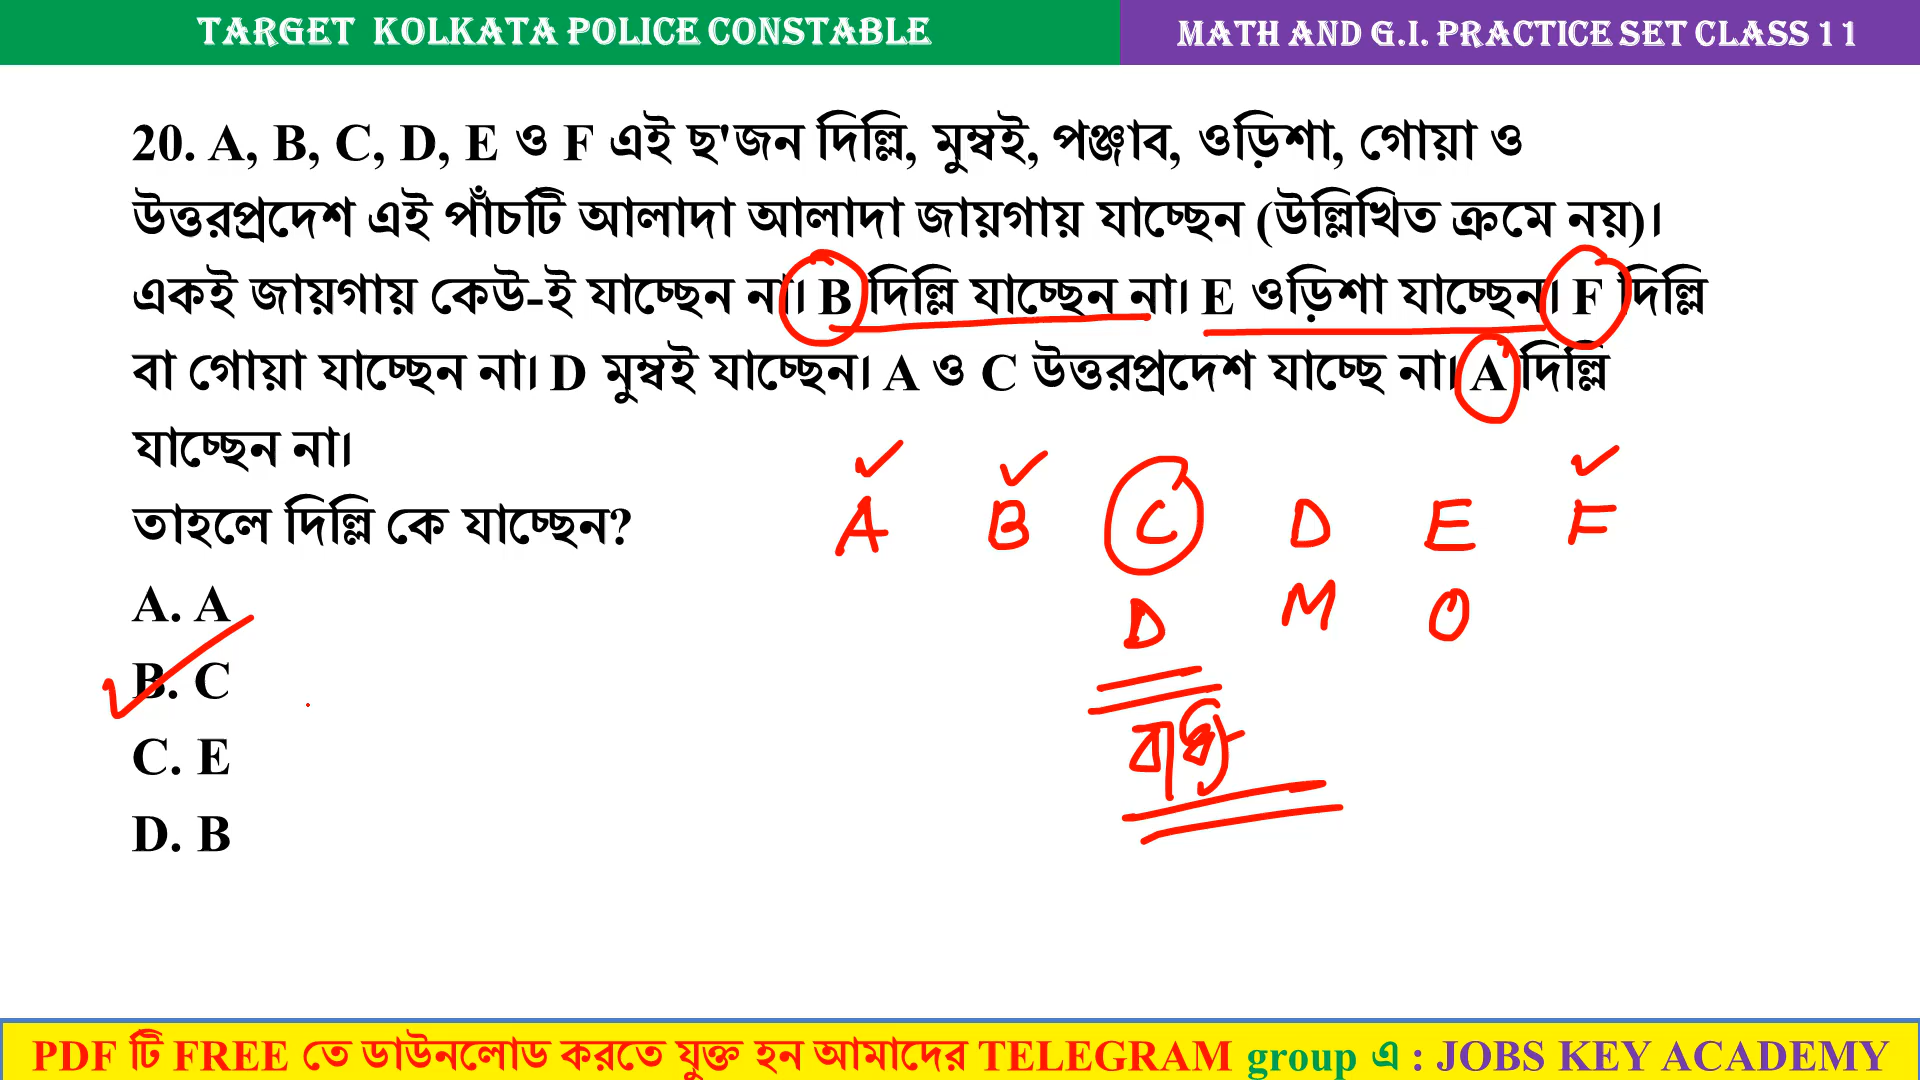 TARGET KOLKATA POLICE CONSTABLE
MATH AND G.I. PRACTICE SET CLASS 11
20. A, B, C, D, E ও F এই ছ'জন দিল্লি, মুম্বই, পঞ্জাব, ওড়িশা, গোয়া ও
উত্তরপ্রদেশ এই পাঁচটি আলাদা আলাদা জায়গায় যাচ্ছেন (উল্লিখিত ক্রমে নয়)।
একই জায়গায় কেউ-ই যাচ্ছেন না। B দিল্লি যাচ্ছেন না। E ওড়িশা যাচ্ছেন। F দিল্লি
বা গোয়া যাচ্ছেন না। D মুম্বই যাচ্ছেন। A ও C উত্তরপ্রদেশ যাচ্ছে না। A দিল্লি
যাচ্ছেন না।
তাহলে দিল্লি কে যাচ্ছেন?
A B C D E F
D M O
A. A
B. C
C. E
D. B
PDF টি FREE তে ডাউনলোড করতে যুক্ত হন আমাদের TELEGRAM group এ : JOBS KEY ACADEMY